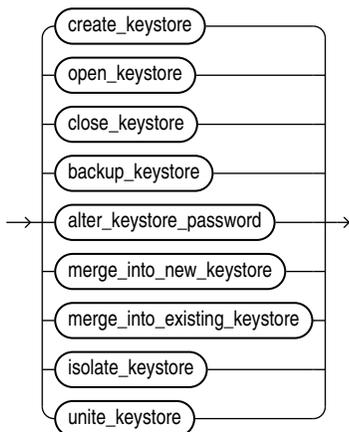 create_keystore
open_keystore
close_keystore
backup_keystore
alter_keystore_password
merge_into_new_keystore
merge_into_existing_keystore
isolate_keystore
unite_keystore